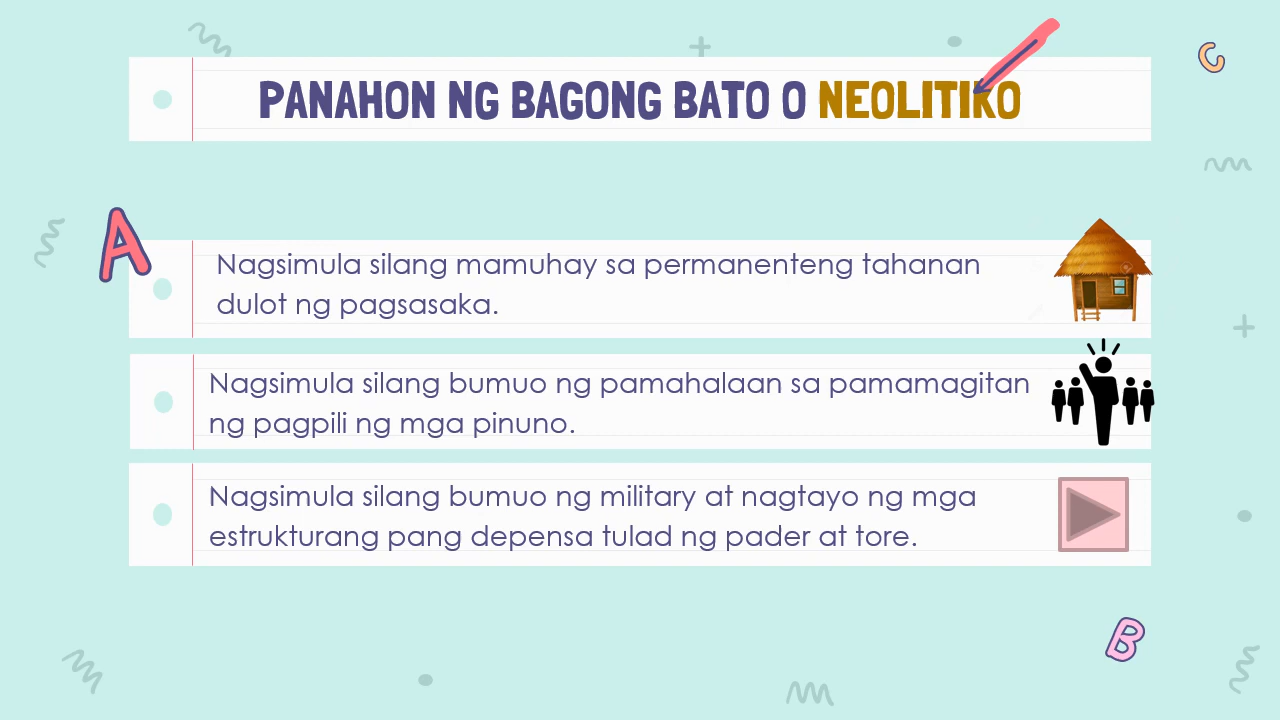 PANAHON NG BAGONG BATO O NEOLITIKO
C
A
Nagsimula silang mamuhay sa permanenteng tahanan
dulot ng pagsasaka.
Nagsimula silang bumuo ng pamahalaan sa pamamagitan
ng pagpili ng mga pinuno.
Nagsimula silang bumuo ng military at nagtayo ng mga
estrukturang pang depensa tulad ng pader at tore.
B